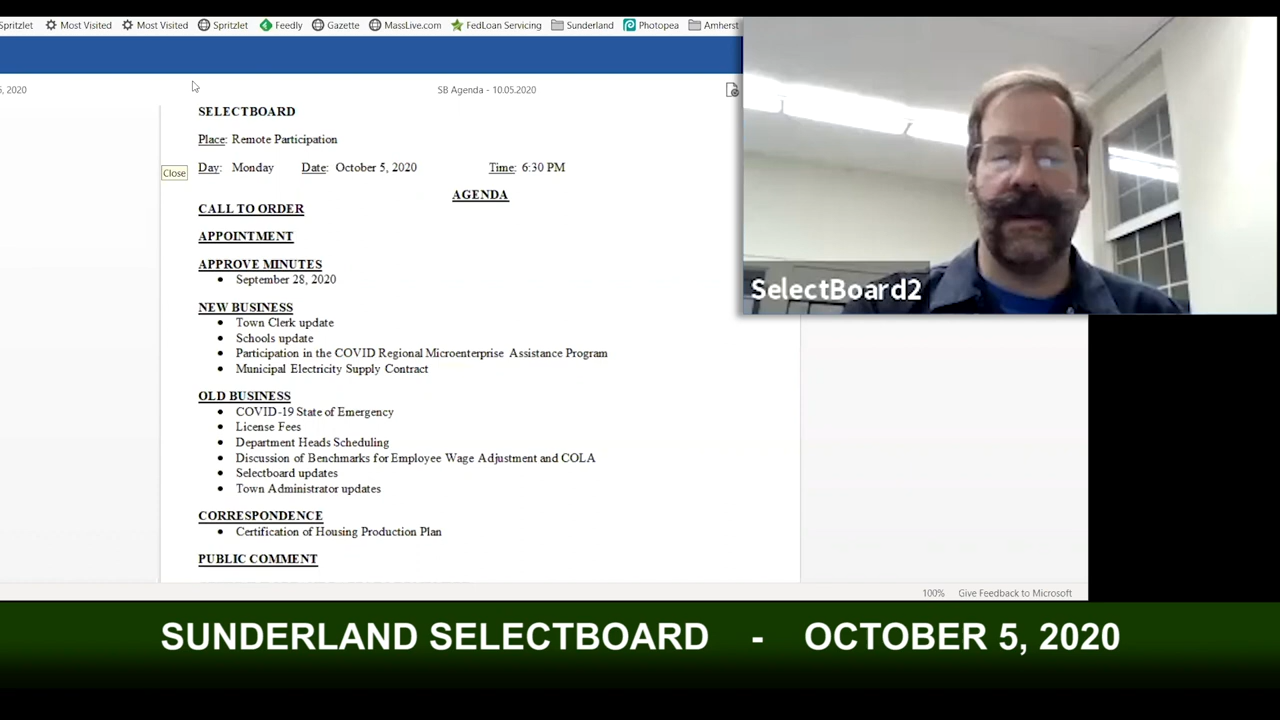 Spritzlet Most Visited Most Visited Spritzlet Feedly Gazette MassLive.com FedLoan Servicing Sunderland Photopea Amherst
5, 2020 SB Agenda - 10.05.2020
SELECTBOARD
Place: Remote Participation
Close
Day: Monday Date: October 5, 2020 Time: 6:30 PM
AGENDA
CALL TO ORDER
APPOINTMENT
APPROVE MINUTES
• September 28, 2020
NEW BUSINESS
• Town Clerk update
• Schools update
• Participation in the COVID Regional Microenterprise Assistance Program
• Municipal Electricity Supply Contract
OLD BUSINESS
• COVID-19 State of Emergency
• License Fees
• Department Heads Scheduling
• Discussion of Benchmarks for Employee Wage Adjustment and COLA
• Selectboard updates
• Town Administrator updates
CORRESPONDENCE
• Certification of Housing Production Plan
PUBLIC COMMENT
SelectBoard2
100% Give Feedback to Microsoft
SUNDERLAND SELECTBOARD - OCTOBER 5, 2020